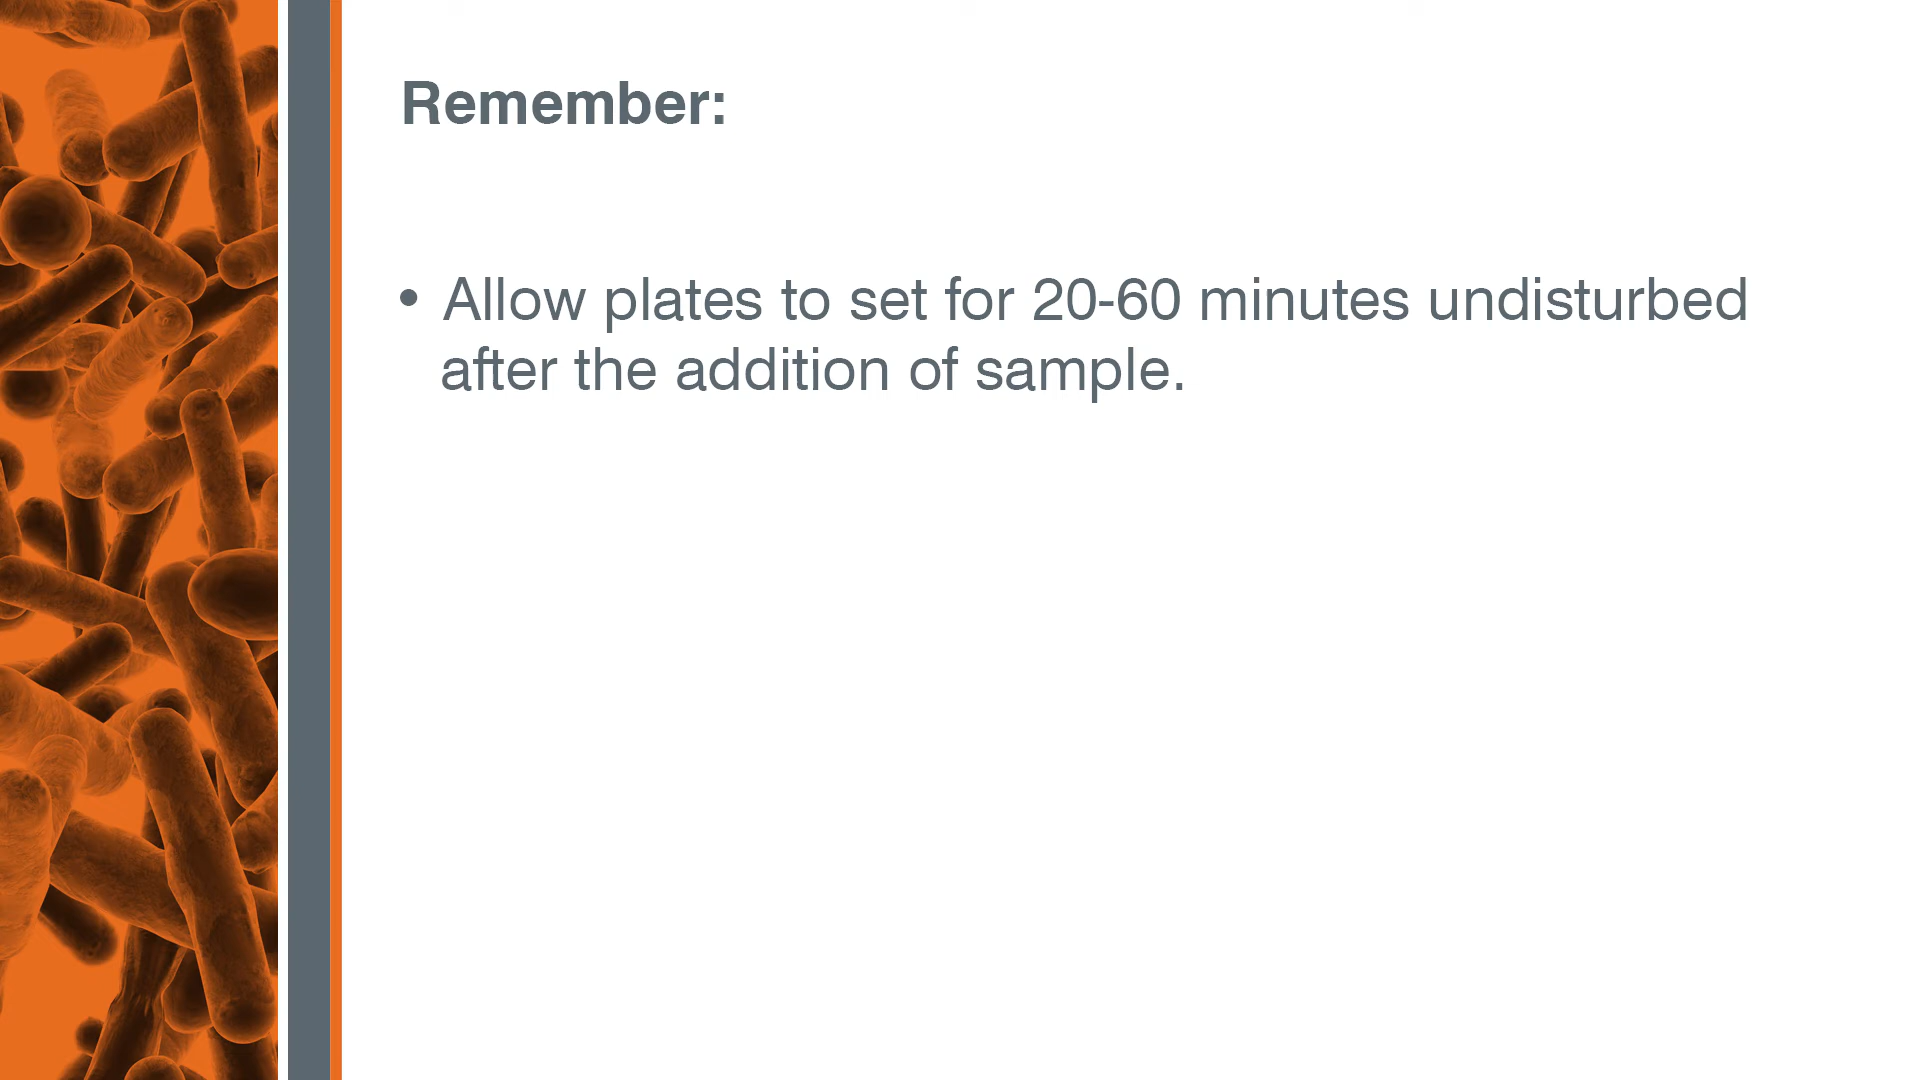 Remember:
• Allow plates to set for 20-60 minutes undisturbed
after the addition of sample.